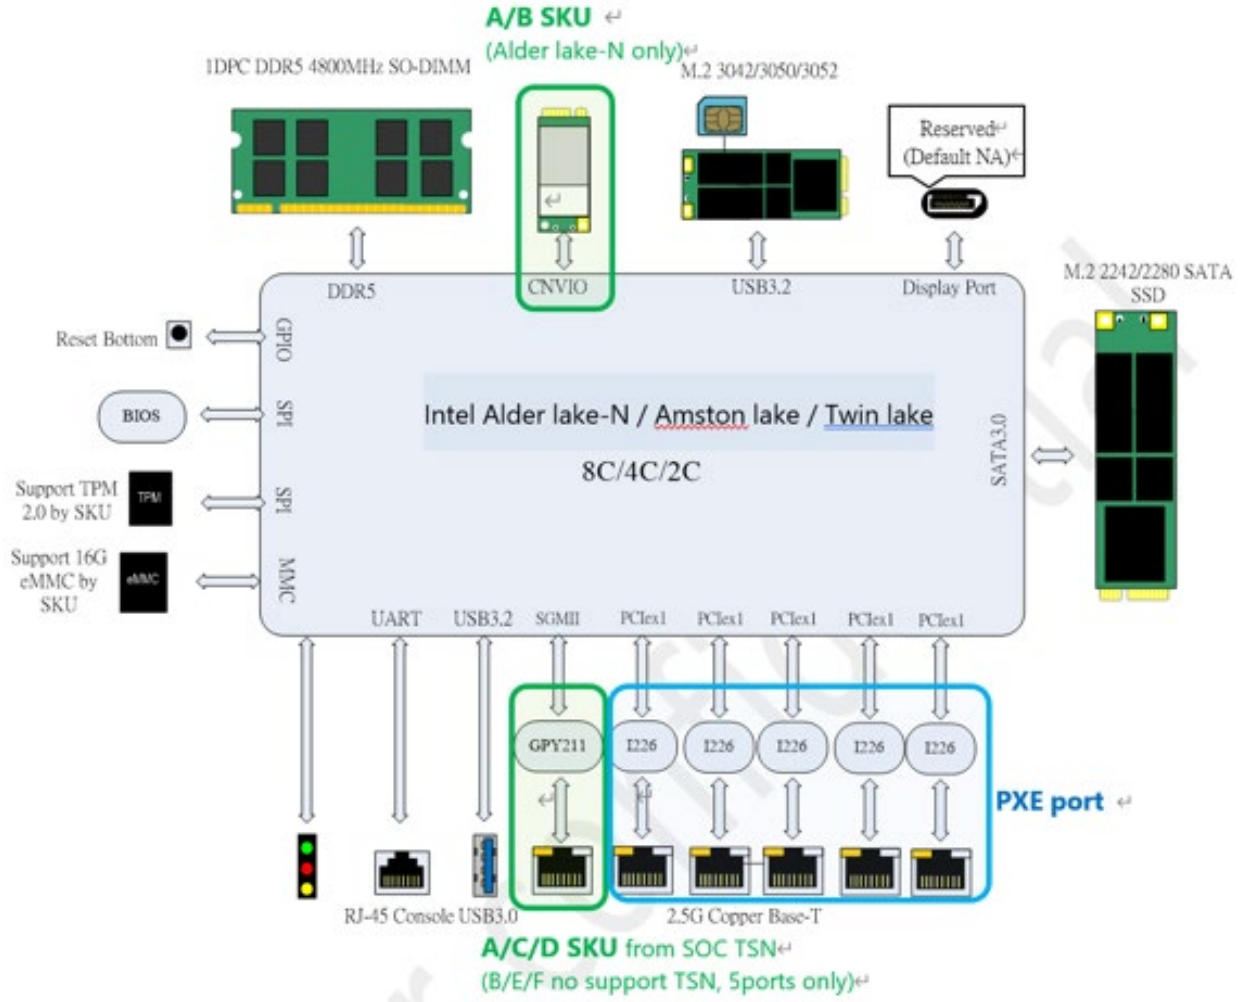 A/B SKU ↵
(Alder lake-N only)↵
1DPC DDR5 4800MHz SO-DIMM
M.2 3042/3050/3052
Reserved↵
(Default NA)↵
↵
DDR5
CNVIO
USB3.2
Display Port
M.2 2242/2280 SATA
SSD
Reset Bottom
GPIO
BIOS
SPI
Intel Alder lake-N / Amston lake / Twin lake
8C/4C/2C
SATA3.0
Support TPM
2.0 by SKU
TPM
SPI
Support 16G
eMMC by
SKU
eMMC
MMC
UART
USB3.2
SGMII
PCIex1
PCIex1
PCIex1
PCIex1
PCIex1
GPY211
I226
I226
I226
I226
I226
↵
↵
PXE port ↵
RJ-45 Console
USB3.0
2.5G Copper Base-T
A/C/D SKU from SOC TSN↵
(B/E/F no support TSN, 5ports only)↵